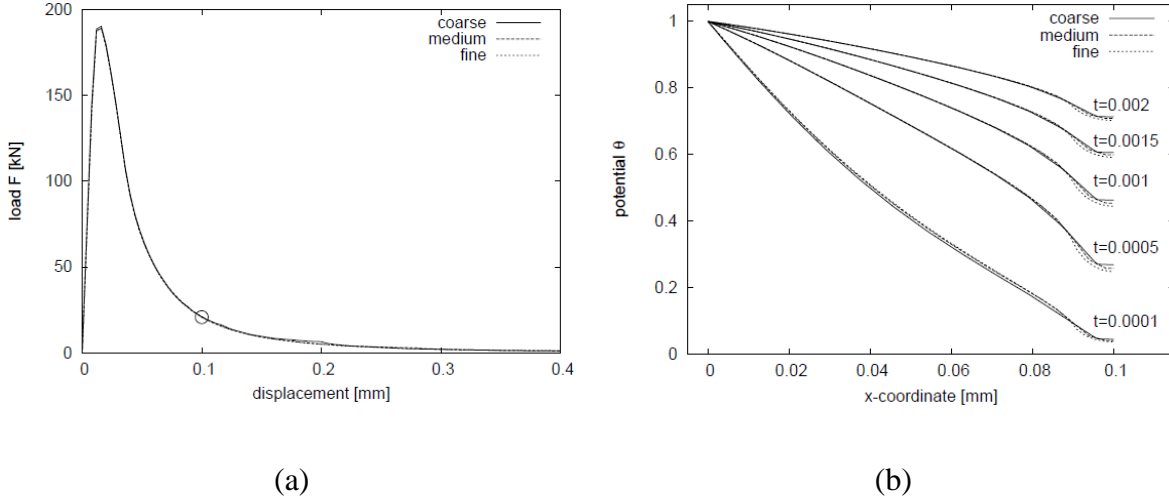 200
150
100
50
0
load F [kN]
coarse
medium
fine
0 0.1 0.2 0.3 0.4
displacement [mm]
(a)
1
0.8
0.6
0.4
0.2
0
potential θ
coarse
medium
fine
t=0.002
t=0.0015
t=0.001
t=0.0005
t=0.0001
0 0.02 0.04 0.06 0.08 0.1
x-coordinate [mm]
(b)